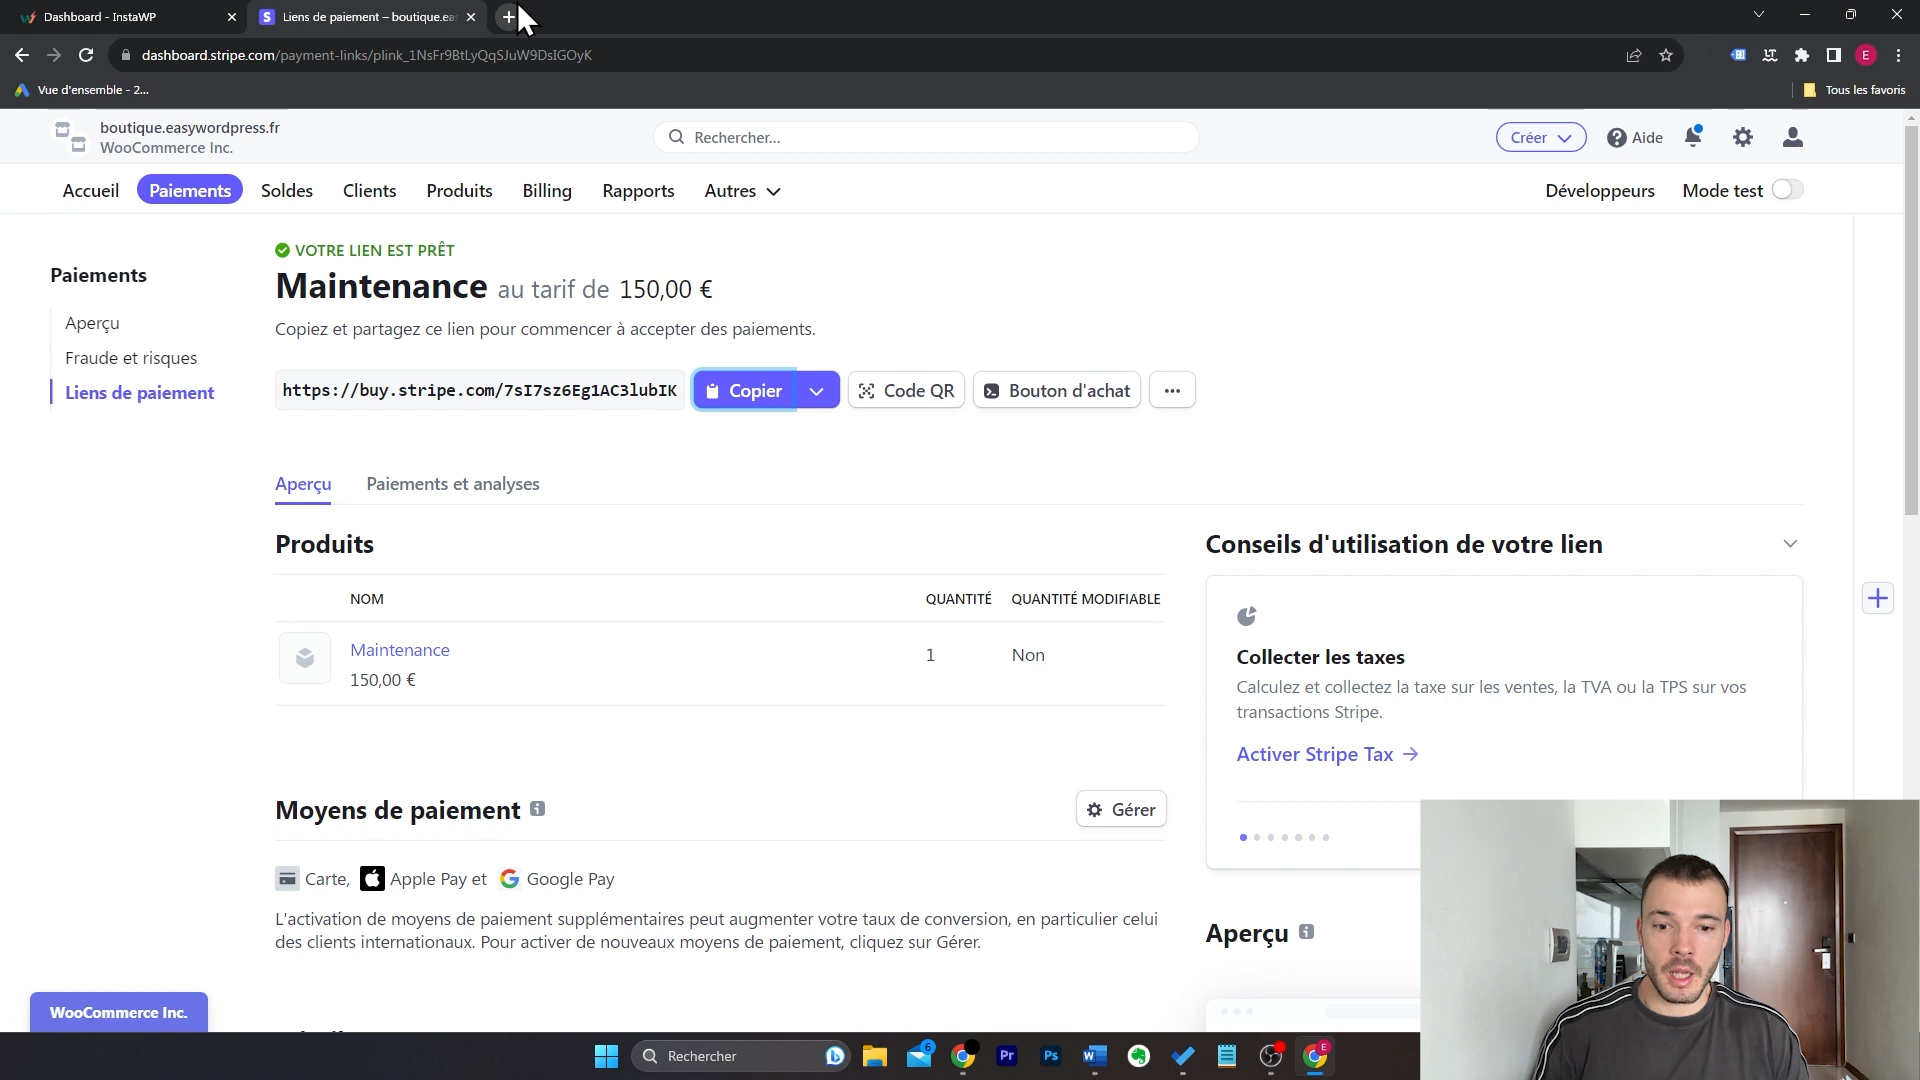 Dashboard - InstaWP
Liens de paiement – boutique.ea
dashboard.stripe.com/payment-links/plink_1NsFr9BtLyQqSJuW9DsIGOyK
E
Vue d'ensemble - 2...
Tous les favoris
boutique.easywordpress.fr
WooCommerce Inc.
Rechercher...
Créer
Aide
Accueil
Paiements
Soldes
Clients
Produits
Billing
Rapports
Autres
Développeurs
Mode test
Paiements
Aperçu
Fraude et risques
Liens de paiement
VOTRE LIEN EST PRÊT
Maintenance au tarif de 150,00 €
Copiez et partagez ce lien pour commencer à accepter des paiements.
https://buy.stripe.com/7sI7sz6Eg1AC3lubIK
Copier
Code QR
Bouton d'achat
Aperçu
Paiements et analyses
Produits
NOM
QUANTITÉ
QUANTITÉ MODIFIABLE
Maintenance
150,00 €
1
Non
Moyens de paiement
Gérer
Carte, Apple Pay et Google Pay
L'activation de moyens de paiement supplémentaires peut augmenter votre taux de conversion, en particulier celui
des clients internationaux. Pour activer de nouveaux moyens de paiement, cliquez sur Gérer.
Conseils d'utilisation de votre lien
Collecter les taxes
Calculez et collectez la taxe sur les ventes, la TVA ou la TPS sur vos
transactions Stripe.
Activer Stripe Tax →
Aperçu
WooCommerce Inc.
Rechercher
6
Pr
Ps
W
E